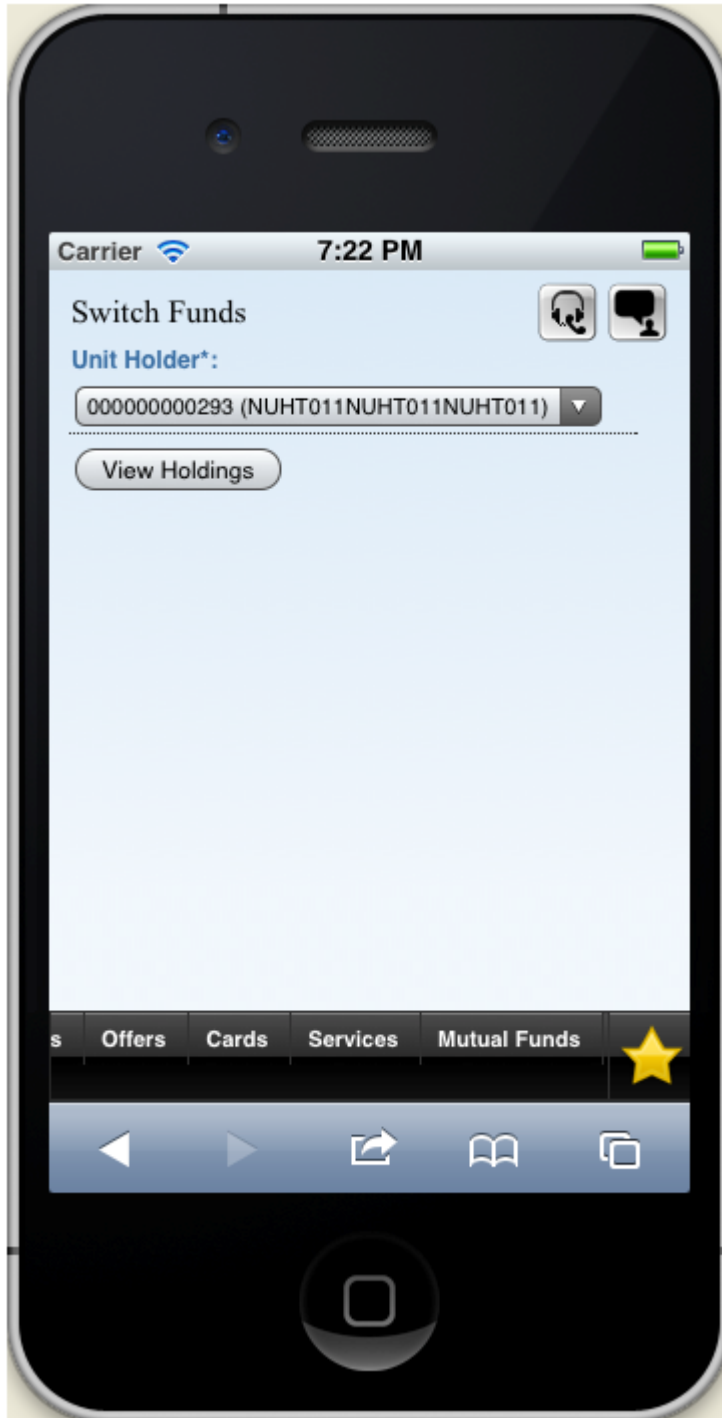 Carrier 7:22 PM
Switch Funds
Unit Holder*:
000000000293 (NUHT011NUHT011NUHT011)
View Holdings
s Offers Cards Services Mutual Funds